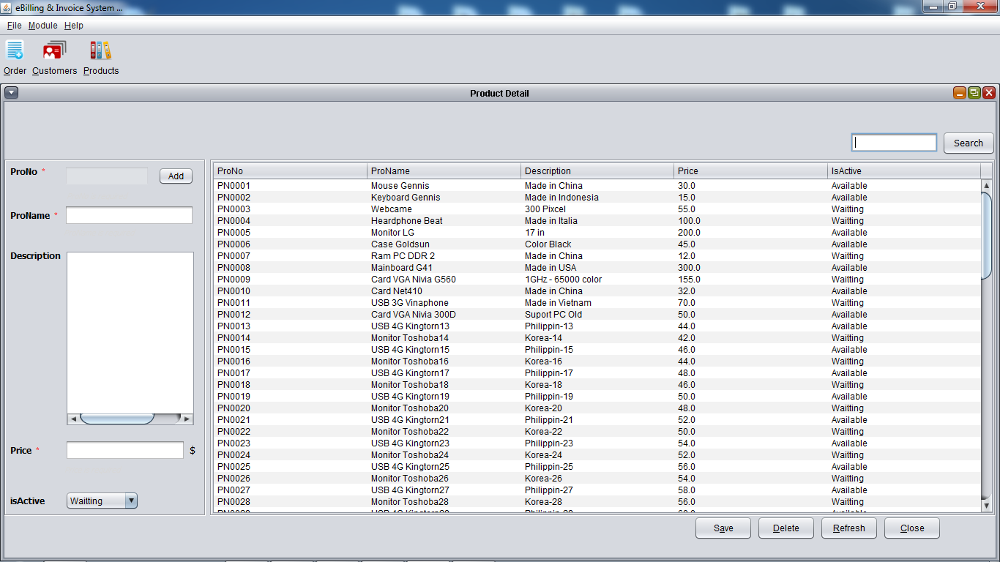 eBilling & Invoice System ...
File Module Help
Order Customers Products
Product Detail
Search
ProNo * Add
ProName *
Description
Price * $
isActive Waitting
ProNo ProName Description Price IsActive
PN0001 Mouse Gennis Made in China 30.0 Available
PN0002 Keyboard Gennis Made in Indonesia 15.0 Available
PN0003 Webcame 300 Pixcel 55.0 Waitting
PN0004 Heardphone Beat Made in Italia 100.0 Waitting
PN0005 Monitor LG 17 in 200.0 Available
PN0006 Case Goldsun Color Black 45.0 Available
PN0007 Ram PC DDR 2 Made in China 12.0 Waitting
PN0008 Mainboard G41 Made in USA 300.0 Available
PN0009 Card VGA Nivia G560 1GHz - 65000 color 155.0 Waitting
PN0010 Card Net410 Made in China 32.0 Available
PN0011 USB 3G Vinaphone Made in Vietnam 70.0 Waitting
PN0012 Card VGA Nivia 300D Suport PC Old 50.0 Available
PN0013 USB 4G Kingtorn13 Philippin-13 44.0 Available
PN0014 Monitor Toshoba14 Korea-14 42.0 Waitting
PN0015 USB 4G Kingtorn15 Philippin-15 46.0 Available
PN0016 Monitor Toshoba16 Korea-16 44.0 Waitting
PN0017 USB 4G Kingtorn17 Philippin-17 48.0 Available
PN0018 Monitor Toshoba18 Korea-18 46.0 Waitting
PN0019 USB 4G Kingtorn19 Philippin-19 50.0 Available
PN0020 Monitor Toshoba20 Korea-20 48.0 Waitting
PN0021 USB 4G Kingtorn21 Philippin-21 52.0 Available
PN0022 Monitor Toshoba22 Korea-22 50.0 Waitting
PN0023 USB 4G Kingtorn23 Philippin-23 54.0 Available
PN0024 Monitor Toshoba24 Korea-24 52.0 Waitting
PN0025 USB 4G Kingtorn25 Philippin-25 56.0 Available
PN0026 Monitor Toshoba26 Korea-26 54.0 Waitting
PN0027 USB 4G Kingtorn27 Philippin-27 58.0 Available
PN0028 Monitor Toshoba28 Korea-28 56.0 Waitting
Save Delete Refresh Close